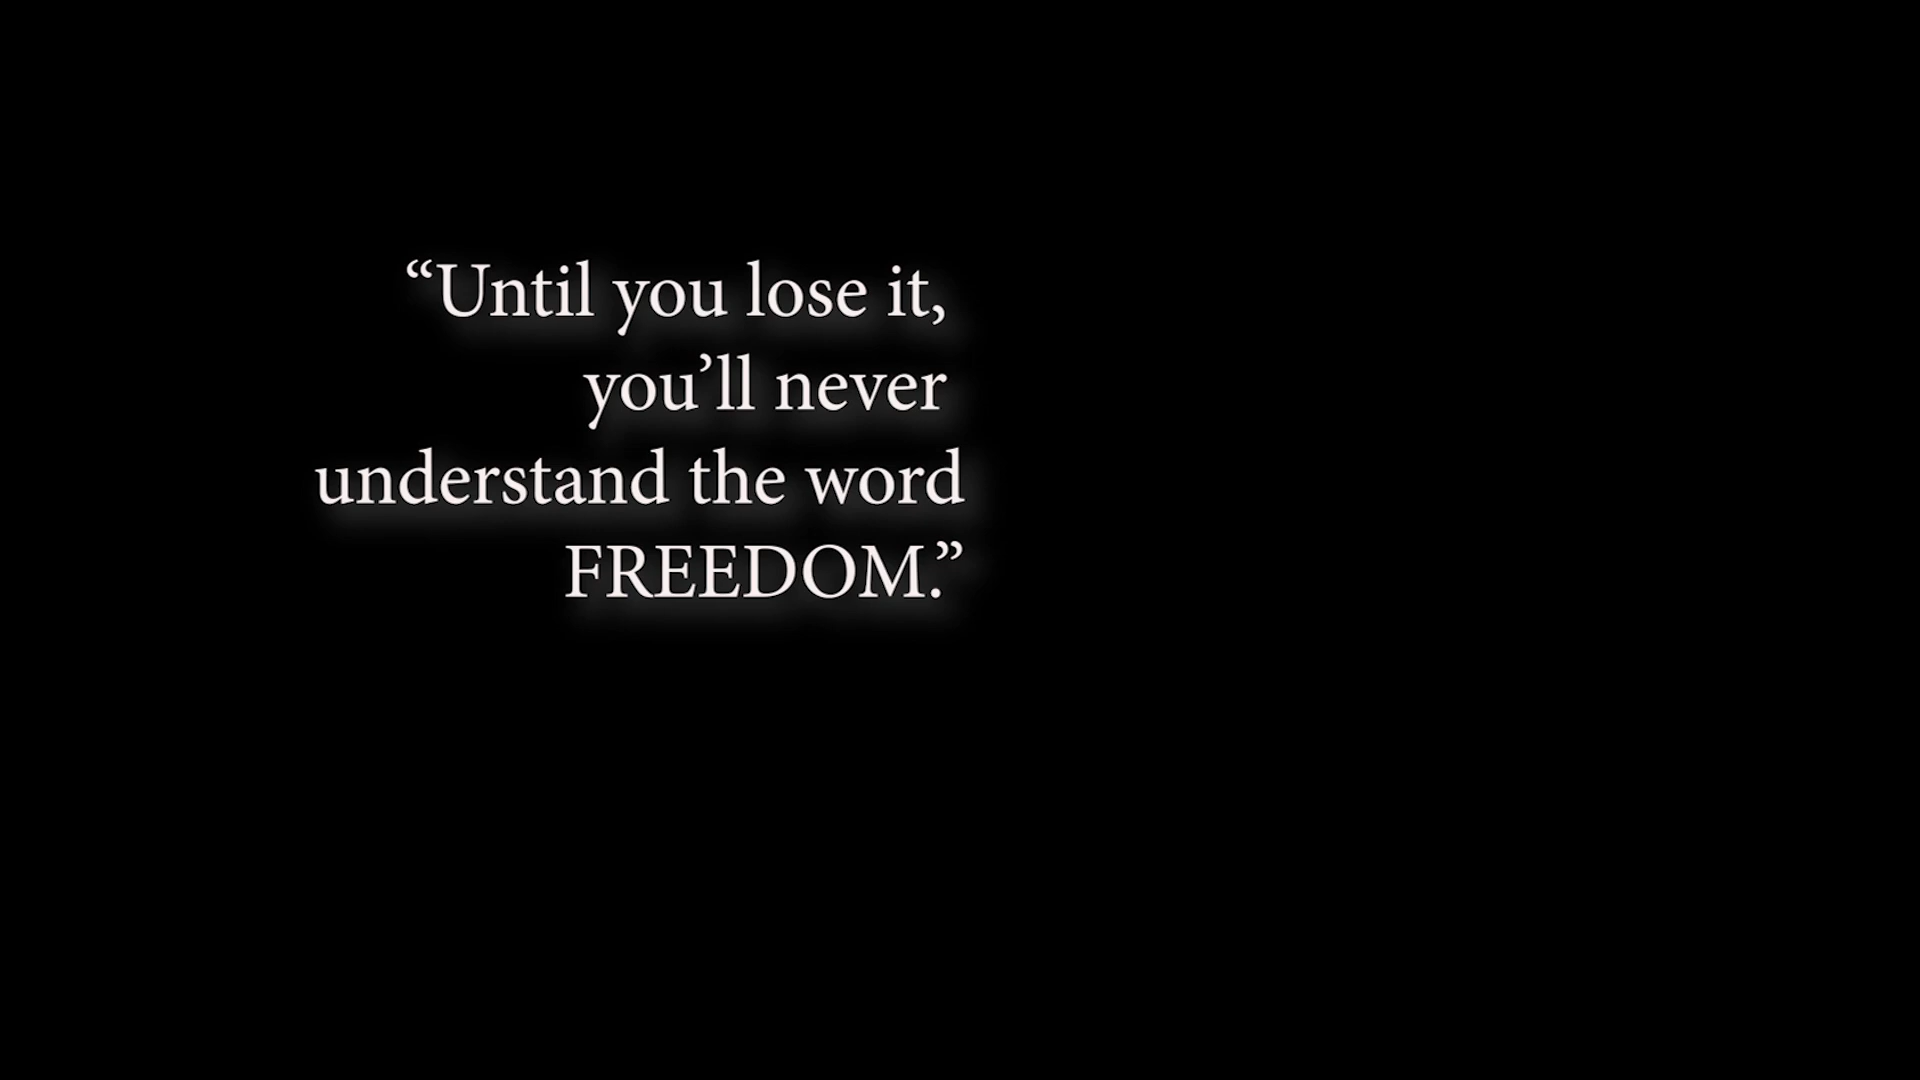 “Until you lose it,
you’ll never
understand the word
FREEDOM.”